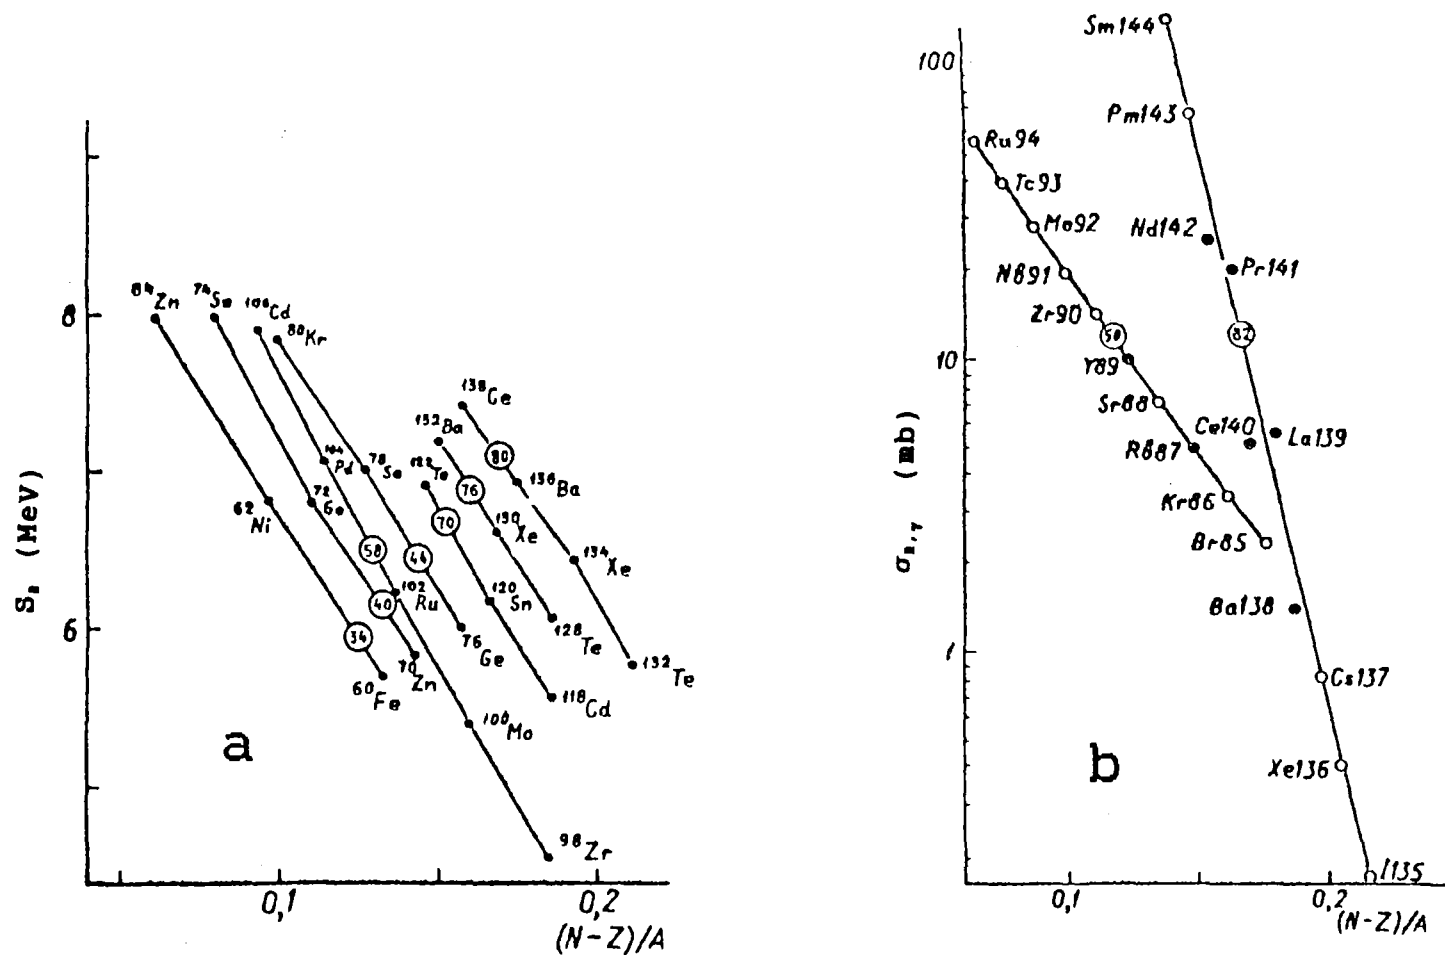 S_n (MeV)
8
6
⁸⁴Zn
⁷⁴Se
¹⁰⁶Cd
⁸⁰Kr
¹³⁸Ce
¹³²Ba
¹²²Te
¹⁰⁴Pd
⁷⁸Se
80
¹³⁶Ba
76
⁶²Ni
⁷²Ge
70
¹³⁰Xe
58
44
¹³⁴Xe
40
¹⁰²Ru
¹²⁰Sn
34
⁷⁶Ge
¹²⁸Te
⁷⁰Zn
¹³²Te
⁶⁰Fe
¹¹⁸Cd
¹⁰⁰Mo
a
⁹⁸Zr
0,1
0,2
(N-Z)/A
σ_n,γ (mb)
100
10
1
Sm144
Pm143
Ru94
Tc93
Mo92
Nd142
Pr141
Nb91
Zr90
50
82
Y89
Sr88
Ce140
La139
Rb87
Kr86
Br85
Ba138
Cs137
b
Xe136
I135
0,1
0,2
(N-Z)/A